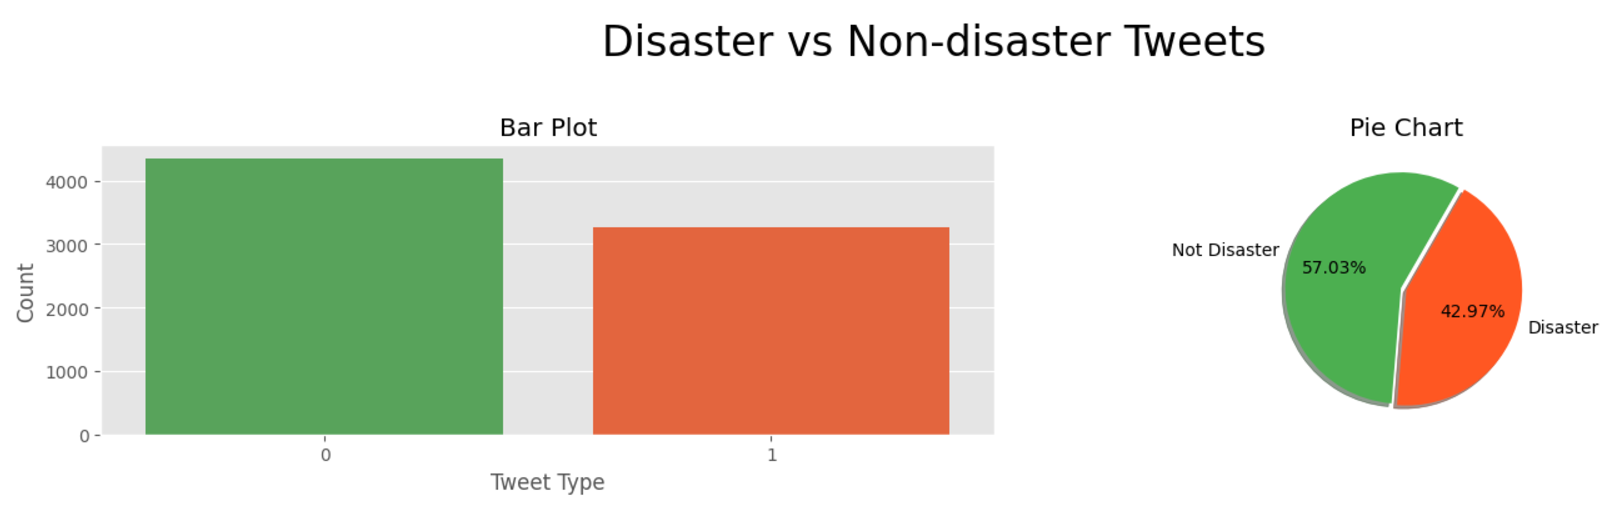 Disaster vs Non-disaster Tweets
Bar Plot
4000
3000
2000
1000
0
Count
0
1
Tweet Type
Pie Chart
Not Disaster
57.03%
42.97%
Disaster